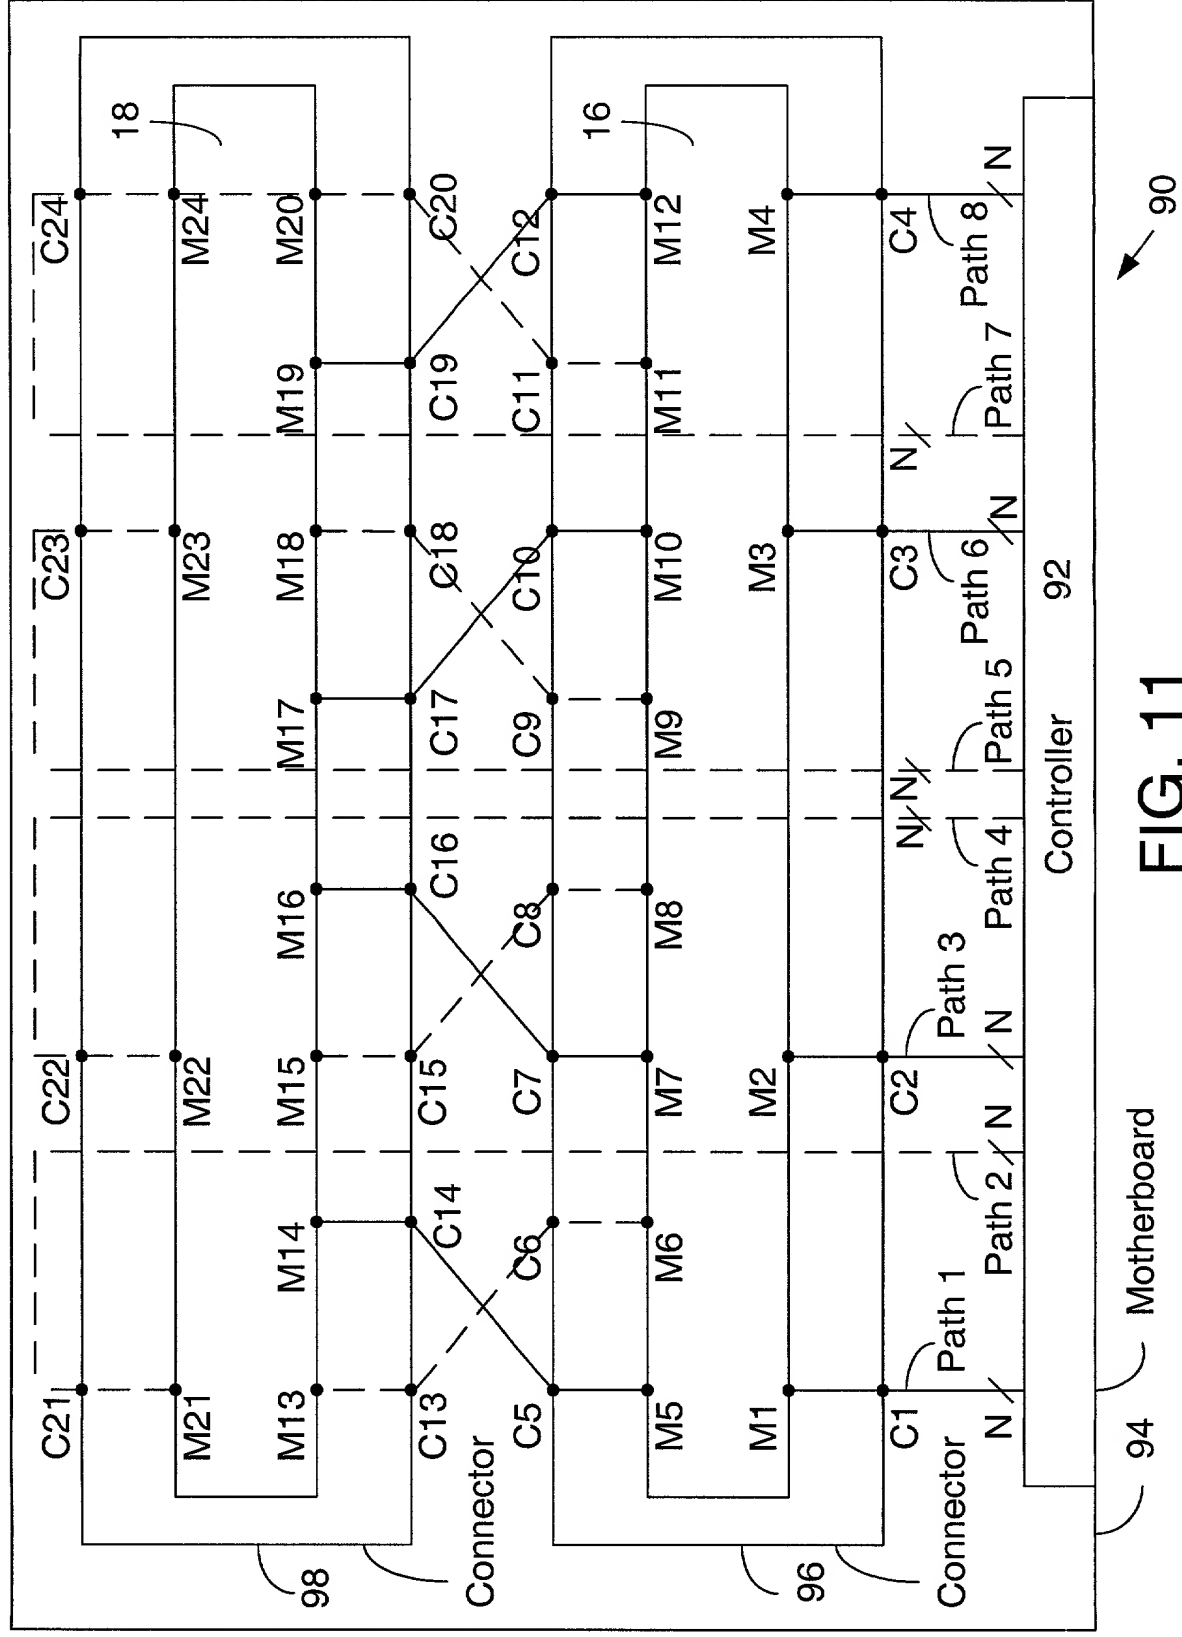 C21
C22
C23
C24
18
M21
M22
M23
M24
M13
M14
M15
M16
M17
M18
M19
M20
98
Connector
C13
C14
C15
C16
C17
C18
C19
C20
C5
C6
C7
C8
C9
C10
C11
C12
16
M5
M6
M7
M8
M9
M10
M11
M12
M1
M2
M3
M4
96
Connector
C1
C2
C3
C4
N
N
N
N
N
N
N
N
Path 1
Path 2
Path 3
Path 4
Path 5
Path 6
Path 7
Path 8
Controller
92
94
Motherboard
90
FIG. 11